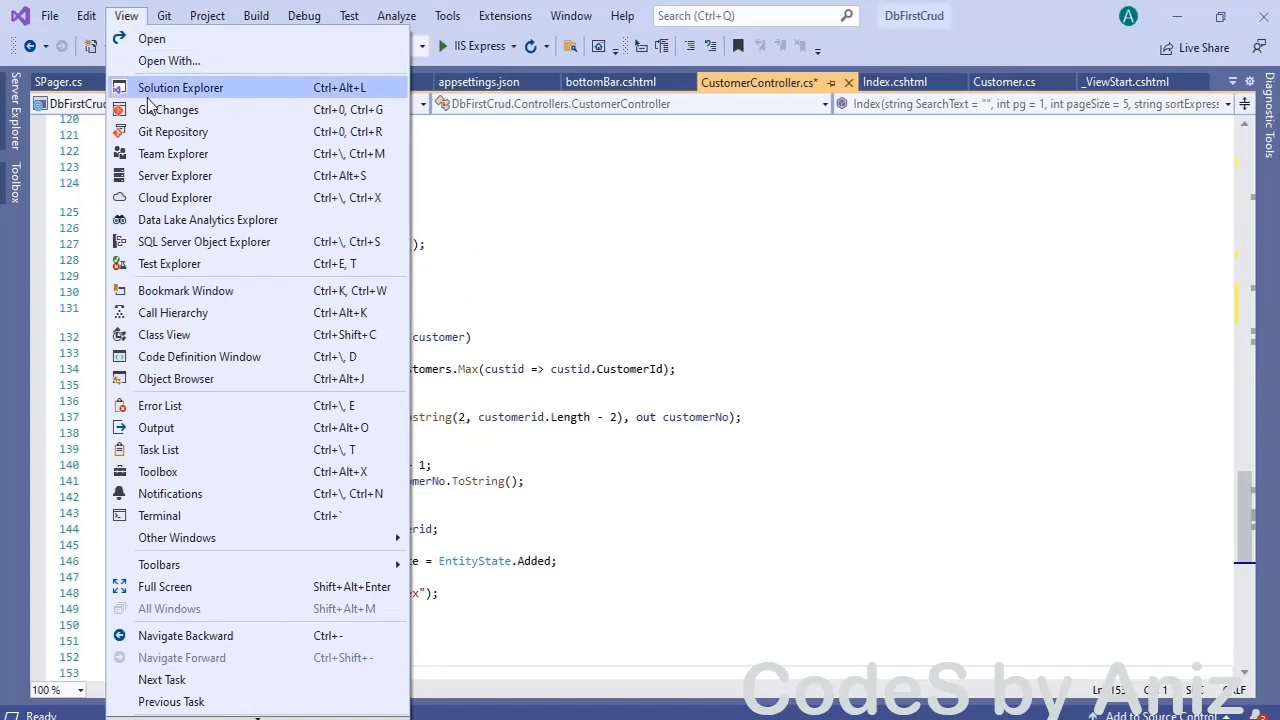 File Edit View Git Project Build Debug Test Analyze Tools Extensions Window Help Search (Ctrl+Q) DbFirstCrud A
IIS Express Live Share
SPager.cs appsettings.json bottomBar.cshtml CustomerController.cs* Index.cshtml Customer.cs _ViewStart.cshtml
DbFirstCrud DbFirstCrud.Controllers.CustomerController Index(string SearchText = "", int pg = 1, int pageSize = 5, string sortExpress
Server Explorer
Toolbox
Diagnostic Tools
Open
Open With...
Solution Explorer Ctrl+Alt+L
Git Changes Ctrl+0, Ctrl+G
Git Repository Ctrl+0, Ctrl+R
Team Explorer Ctrl+\, Ctrl+M
Server Explorer Ctrl+Alt+S
Cloud Explorer Ctrl+\, Ctrl+X
Data Lake Analytics Explorer
SQL Server Object Explorer Ctrl+\, Ctrl+S
Test Explorer Ctrl+E, T
Bookmark Window Ctrl+K, Ctrl+W
Call Hierarchy Ctrl+Alt+K
Class View Ctrl+Shift+C
Code Definition Window Ctrl+\, D
Object Browser Ctrl+Alt+J
Error List Ctrl+\, E
Output Ctrl+Alt+O
Task List Ctrl+\, T
Toolbox Ctrl+Alt+X
Notifications Ctrl+\, Ctrl+N
Terminal Ctrl+`
Other Windows
Toolbars
Full Screen Shift+Alt+Enter
All Windows Shift+Alt+M
Navigate Backward Ctrl+-
Navigate Forward Ctrl+Shift+-
Next Task
Previous Task
120
121
122
123
124
125
126
127 );
128
129
130
131
132 customer)
133
134 tomers.Max(custid => custid.CustomerId);
135
136
137 string(2, customerid.Length - 2), out customerNo);
138
139
140 - 1;
141 merNo.ToString();
142
143
144 erid;
145
146 te = EntityState.Added;
147
148 ex");
149
150
151
152
153
100 %
CodeS by Aniz.
Ready Add to Source Control